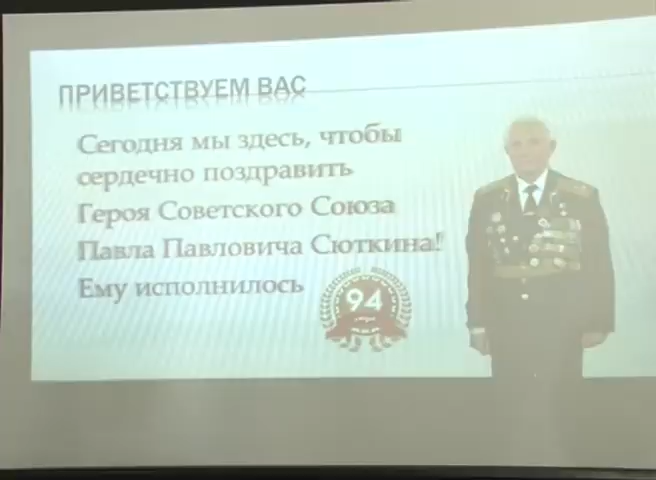 ПРИВЕТСТВУЕМ ВАС
Сегодня мы здесь, чтобы
сердечно поздравить
Героя Советского Союза
Павла Павловича Сюткина!
Ему исполнилось
94